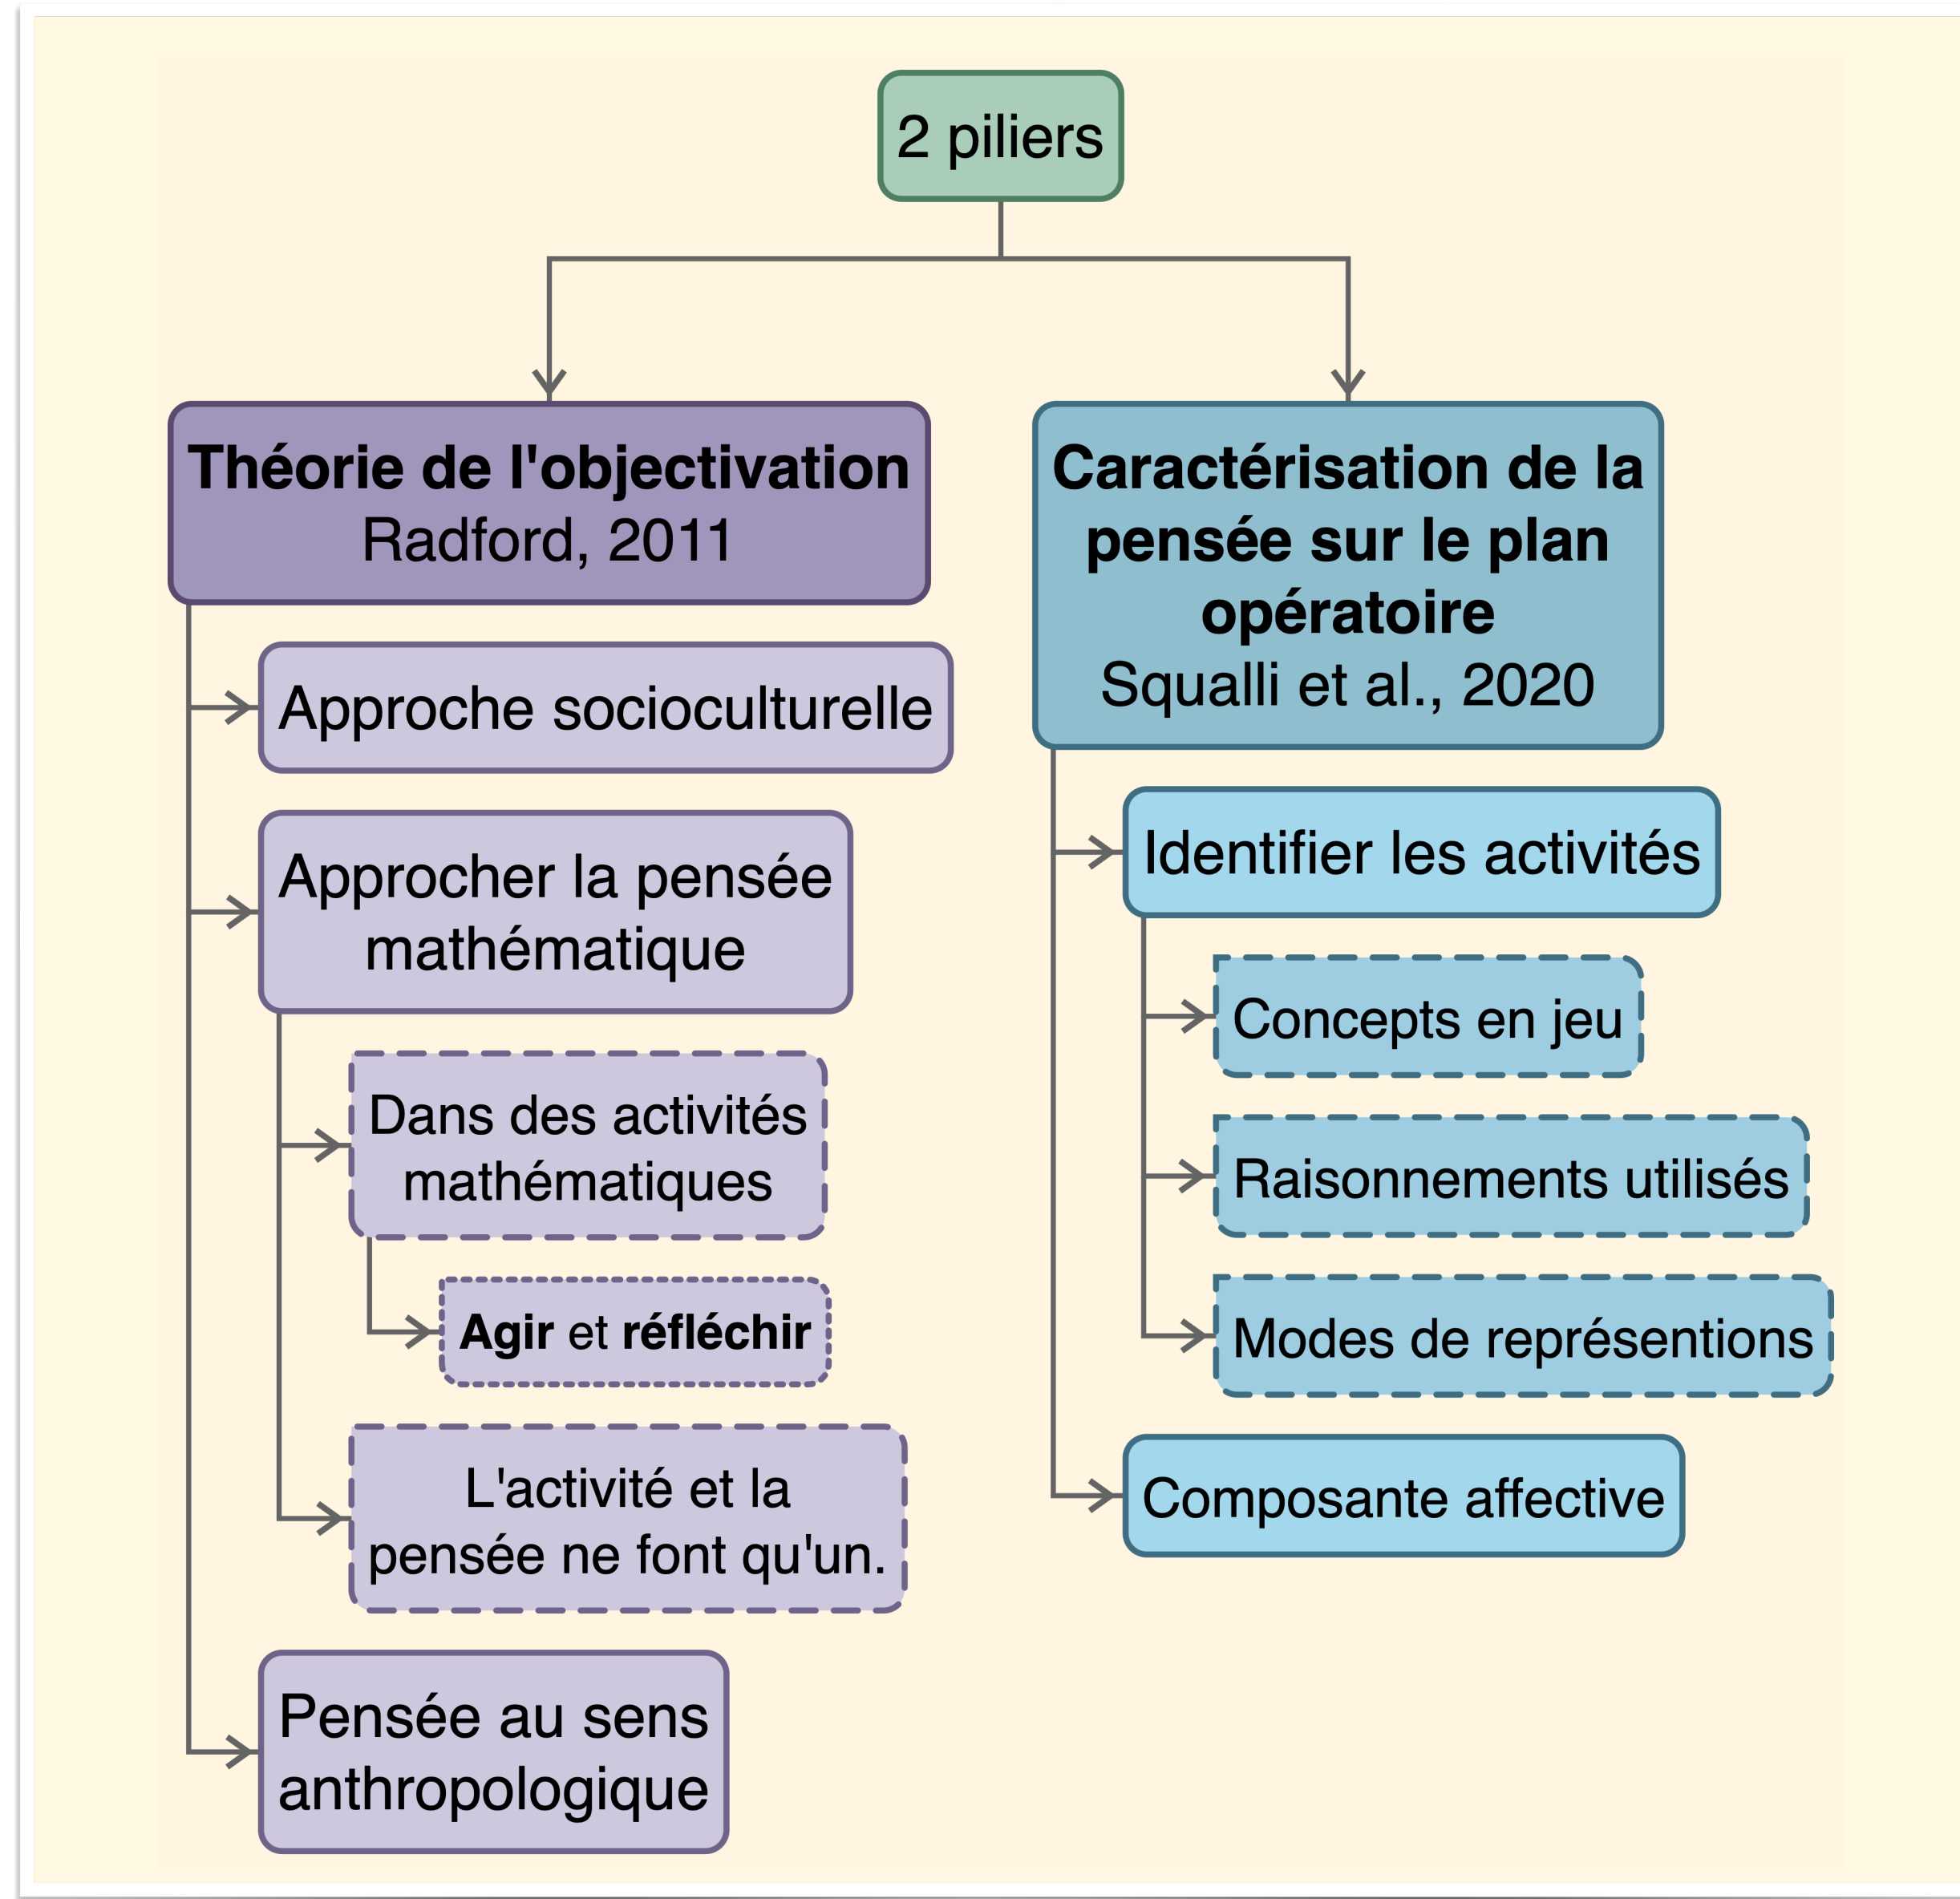 2 piliers
Théorie de l'objectivation
Radford, 2011
Approche socioculturelle
Approcher la pensée
mathématique
Dans des activités
mathématiques
Agir et réfléchir
L'activité et la
pensée ne font qu'un.
Pensée au sens
anthropologique
Caractérisation de la
pensée sur le plan
opératoire
Squalli et al., 2020
Identifier les activités
Concepts en jeu
Raisonnements utilisés
Modes de représentions
Composante affective